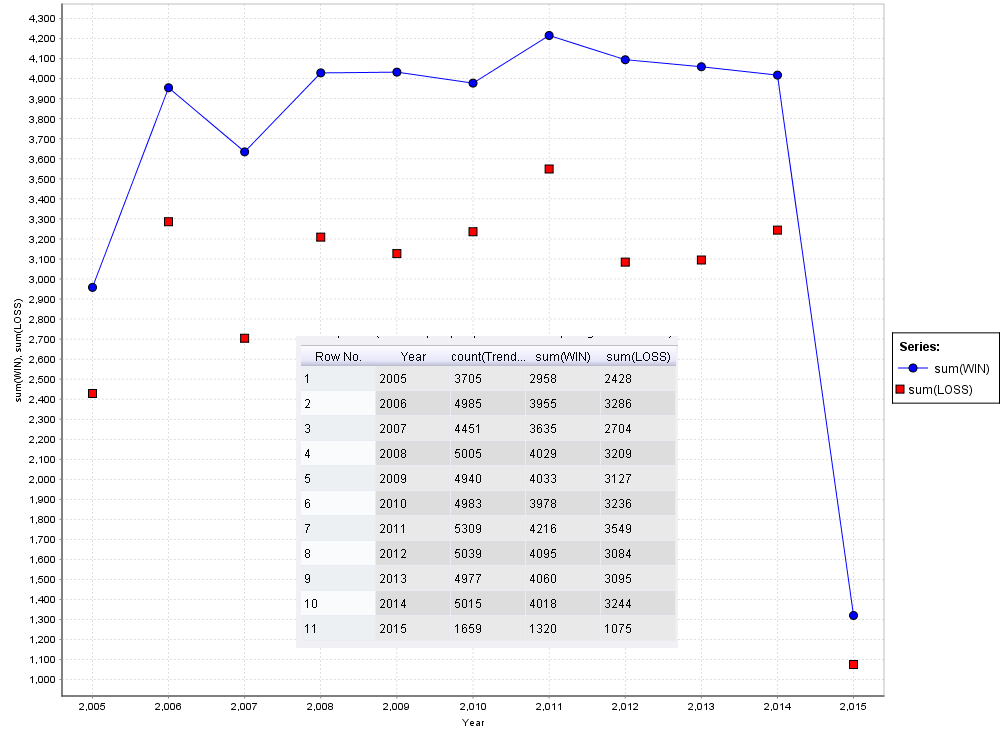 4,300
4,200
4,100
4,000
3,900
3,800
3,700
3,600
3,500
3,400
3,300
3,200
3,100
3,000
2,900
2,800
2,700
2,600
2,500
2,400
2,300
2,200
2,100
2,000
1,900
1,800
1,700
1,600
1,500
1,400
1,300
1,200
1,100
1,000
sum(WIN), sum(LOSS)
Row No. Year count(Trend... sum(WIN) sum(LOSS)
1 2005 3705 2958 2428
2 2006 4985 3955 3286
3 2007 4451 3635 2704
4 2008 5005 4029 3209
5 2009 4940 4033 3127
6 2010 4983 3978 3236
7 2011 5309 4216 3549
8 2012 5039 4095 3084
9 2013 4977 4060 3095
10 2014 5015 4018 3244
11 2015 1659 1320 1075
Series:
sum(WIN)
sum(LOSS)
2,005 2,006 2,007 2,008 2,009 2,010 2,011 2,012 2,013 2,014 2,015
Year